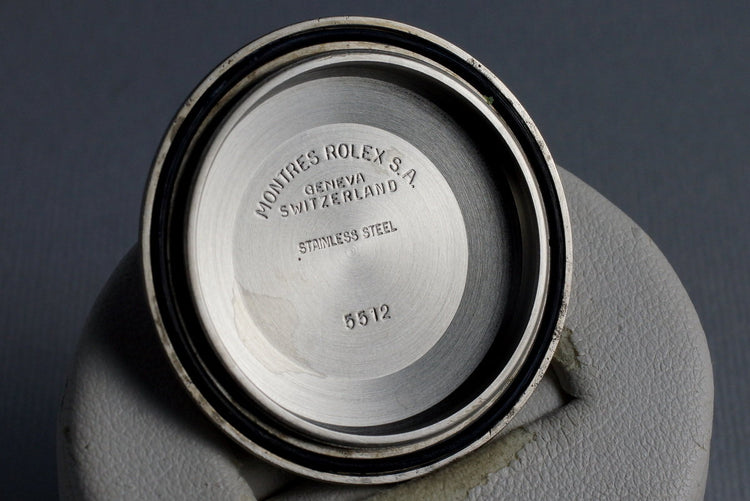 MONTRES ROLEX S.A.
GENEVA
SWITZERLAND
STAINLESS STEEL
5512